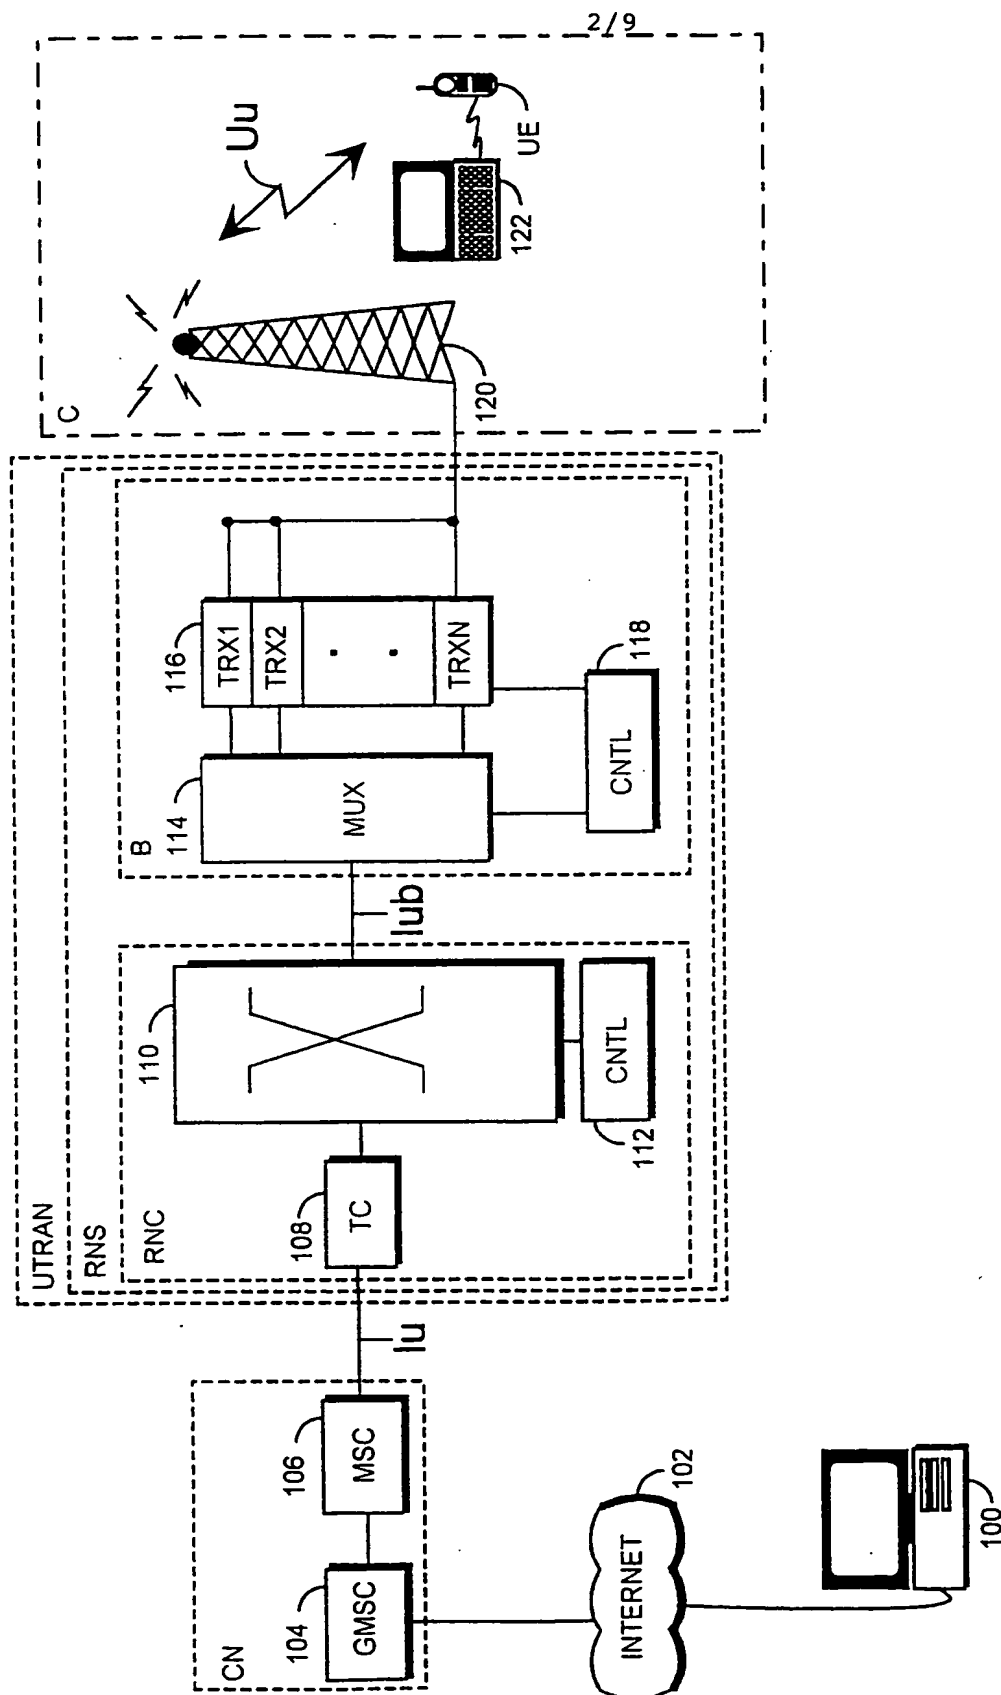 2/9
UTRAN
RNS
RNC
B
C
CN
104
GMSC
106
MSC
Iu
108
TC
110
112
CNTL
Iub
114
MUX
116
TRX1
TRX2
TRXN
118
CNTL
120
Uu
122
UE
102
INTERNET
100